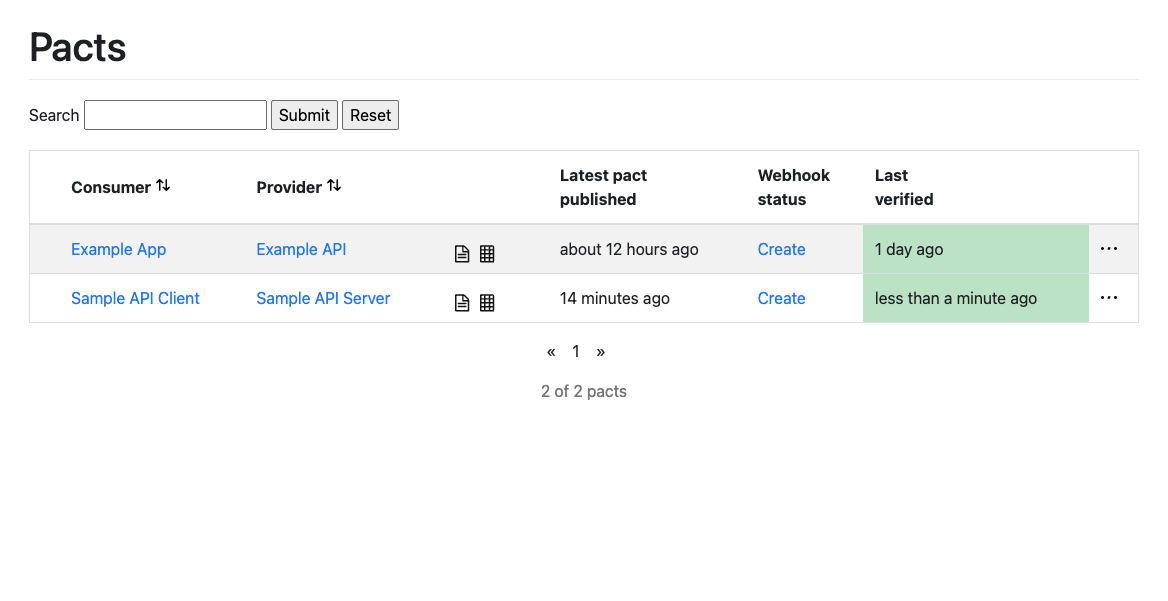 Pacts
Search Submit Reset
Consumer Provider Latest pact published Webhook status Last verified
Example App Example API about 12 hours ago Create 1 day ago ...
Sample API Client Sample API Server 14 minutes ago Create less than a minute ago ...
« 1 »
2 of 2 pacts